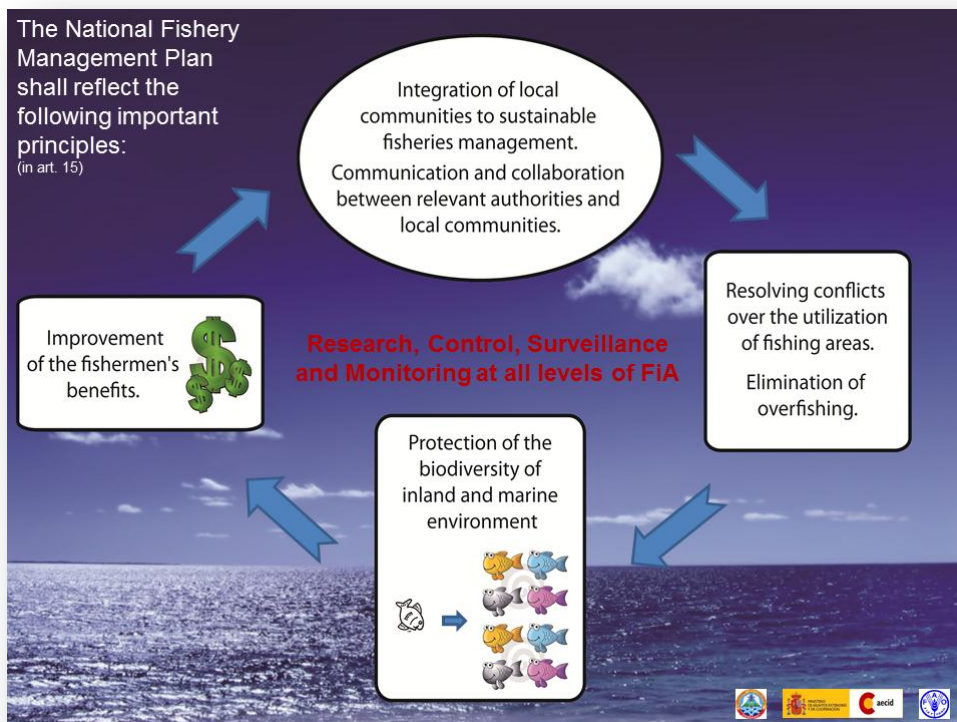 The National Fishery
Management Plan
shall reflect the
following important
principles:
(in art. 15)
Integration of local
communities to sustainable
fisheries management.
Communication and collaboration
between relevant authorities and
local communities.
Resolving conflicts
over the utilization
of fishing areas.
Elimination of
overfishing.
Improvement
of the fishermen's
benefits.
Research, Control, Surveillance
and Monitoring at all levels of FiA
Protection of the
biodiversity of
inland and marine
environment
aecid